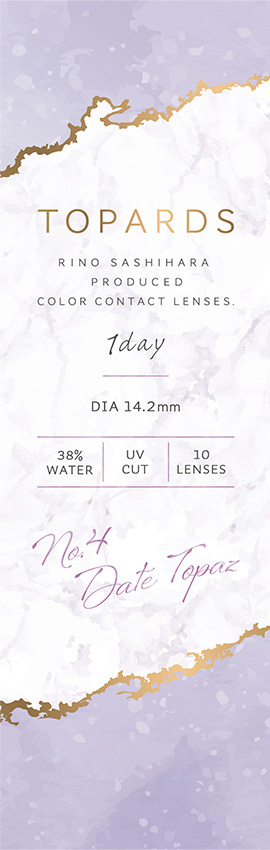 TOPARDS
RINO SASHIHARA
PRODUCED
COLOR CONTACT LENSES.
1day
DIA 14.2mm
38% WATER
UV CUT
10 LENSES
No.4
Date Topaz